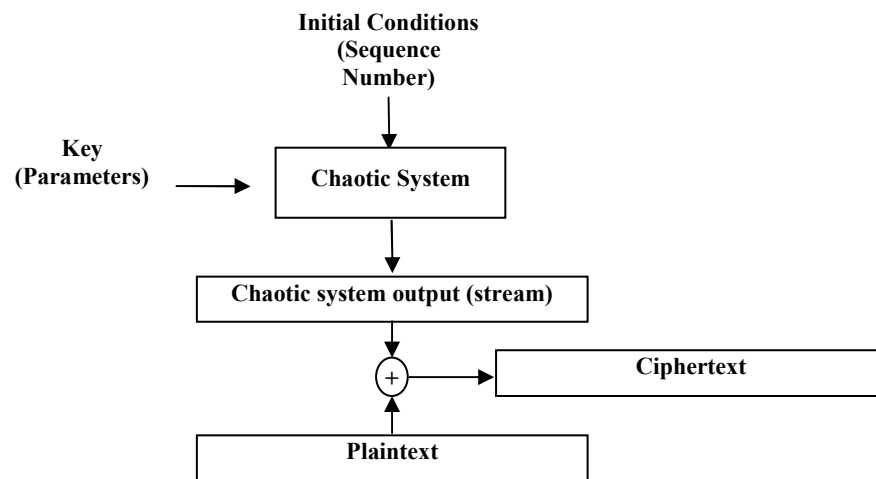 Initial Conditions
(Sequence
Number)
Key
(Parameters)
Chaotic System
Chaotic system output (stream)
+
Ciphertext
Plaintext